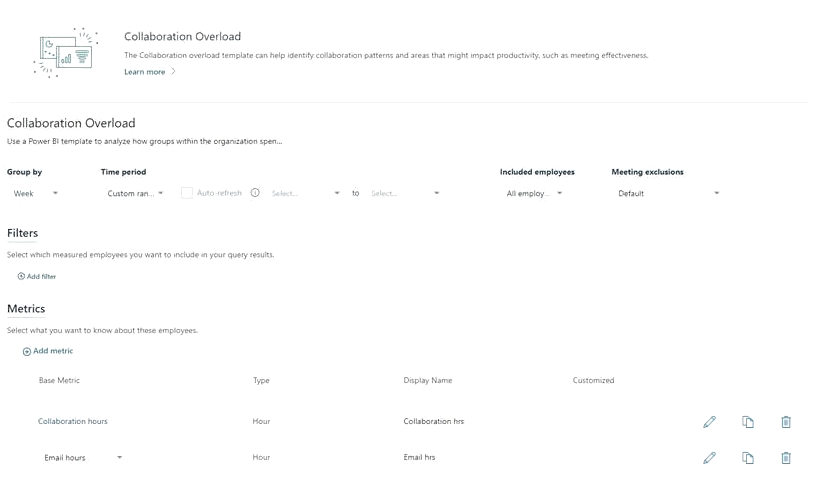 Collaboration Overload
The Collaboration overload template can help identify collaboration patterns and areas that might impact productivity, such as meeting effectiveness.
Learn more
Collaboration Overload
Use a Power BI template to analyze how groups within the organization spen...
Group by Time period Included employees Meeting exclusions
Week Custom ran... Auto-refresh Select... to Select... All employ... Default
Filters
Select which measured employees you want to include in your query results.
Add filter
Metrics
Select what you want to know about these employees.
Add metric
Base Metric Type Display Name Customized
Collaboration hours Hour Collaboration hrs
Email hours Hour Email hrs